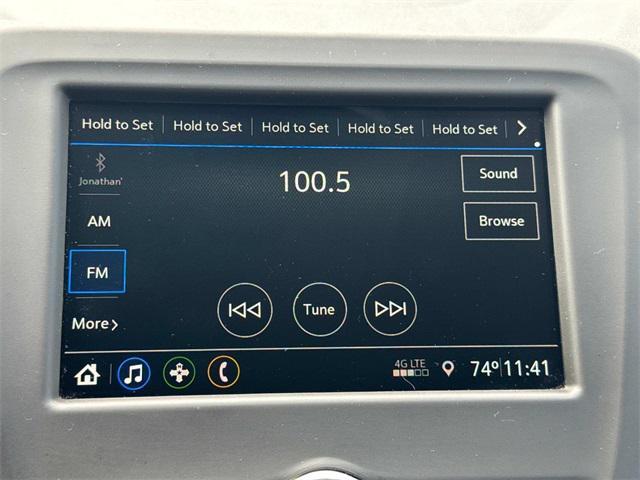 Hold to Set Hold to Set Hold to Set Hold to Set Hold to Set
Jonathan'
100.5
Sound
AM
Browse
FM
Tune
More
4G LTE
74° 11:41